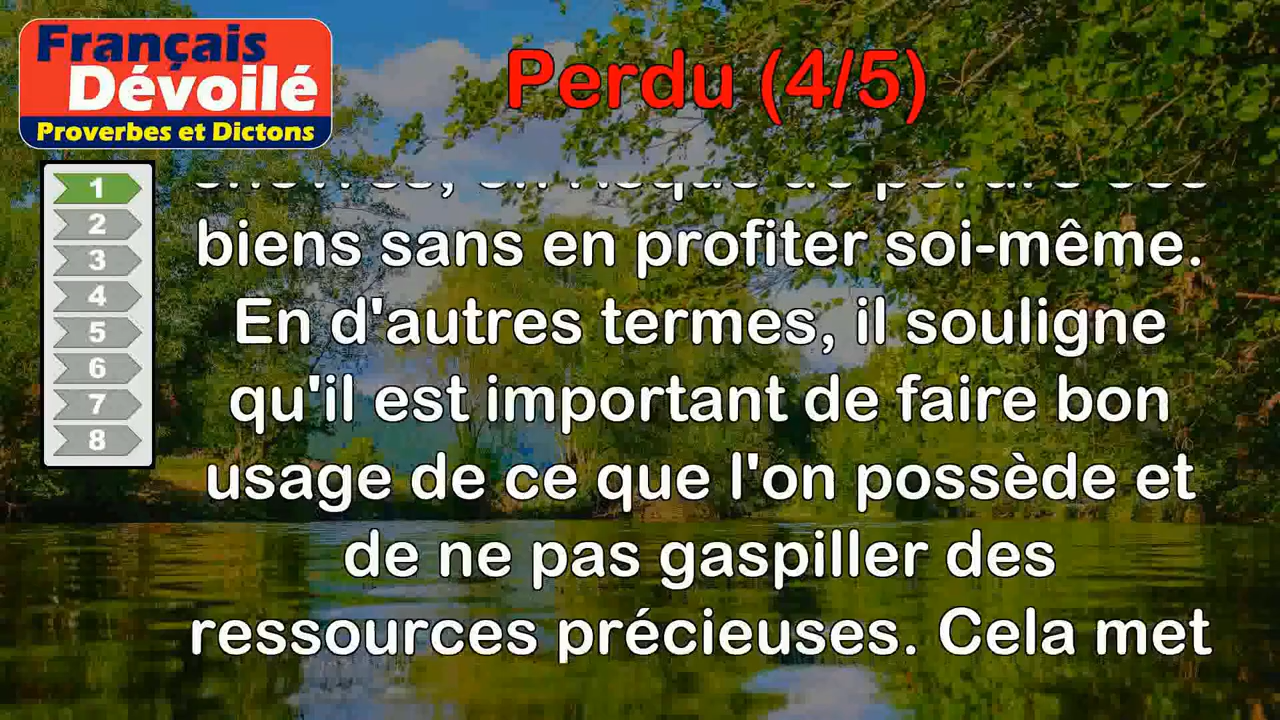 Français
Dévoilé
Proverbes et Dictons
Perdu (4/5)
1
2
3
4
5
6
7
8
biens sans en profiter soi-même.
En d'autres termes, il souligne
qu'il est important de faire bon
usage de ce que l'on possède et
de ne pas gaspiller des
ressources précieuses. Cela met